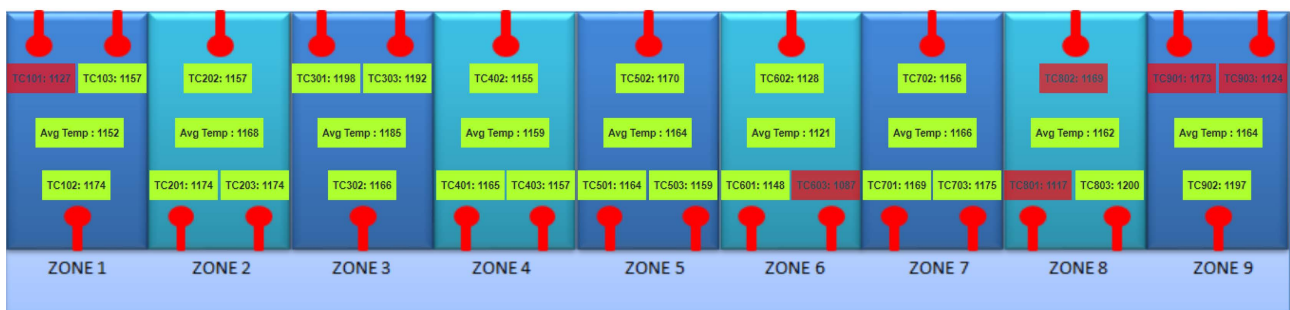 TC101: 1127 TC103: 1157 TC202: 1157 TC301: 1198 TC303: 1192 TC402: 1155 TC502: 1170 TC602: 1128 TC702: 1156 TC802: 1169 TC901: 1173 TC903: 1124
Avg Temp : 1152 Avg Temp : 1168 Avg Temp : 1185 Avg Temp : 1159 Avg Temp : 1164 Avg Temp : 1121 Avg Temp : 1166 Avg Temp : 1162 Avg Temp : 1164
TC102: 1174 TC201: 1174 TC203: 1174 TC302: 1166 TC401: 1165 TC403: 1157 TC501: 1164 TC503: 1159 TC601: 1148 TC603: 1087 TC701: 1169 TC703: 1175 TC801: 1117 TC803: 1200 TC902: 1197
ZONE 1 ZONE 2 ZONE 3 ZONE 4 ZONE 5 ZONE 6 ZONE 7 ZONE 8 ZONE 9